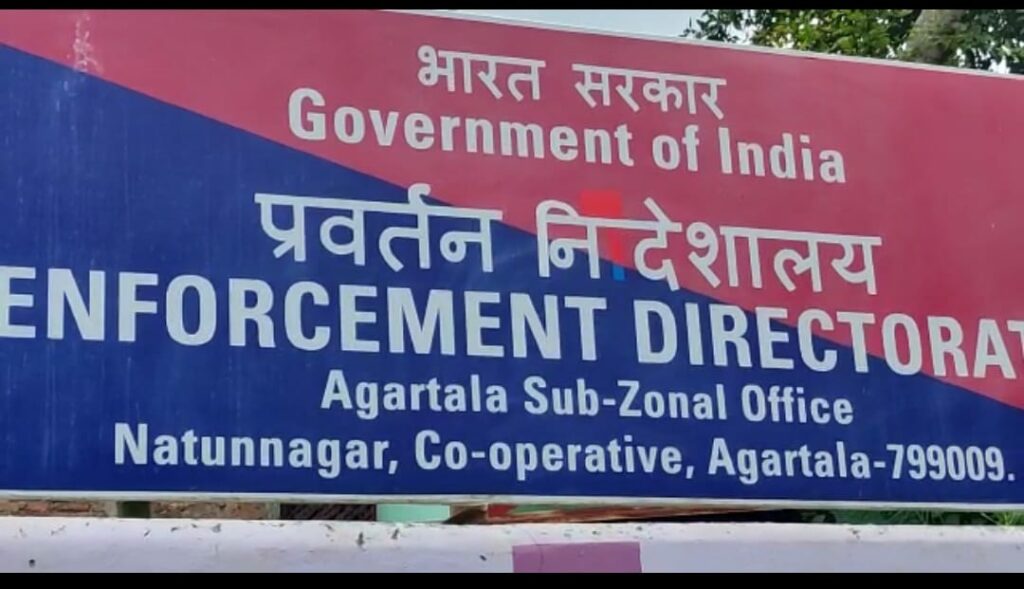 भारत सरकार
Government of India
प्रवर्तन निदेशालय
ENFORCEMENT DIRECTORAT
Agartala Sub-Zonal Office
Natunnagar, Co-operative, Agartala-799009.